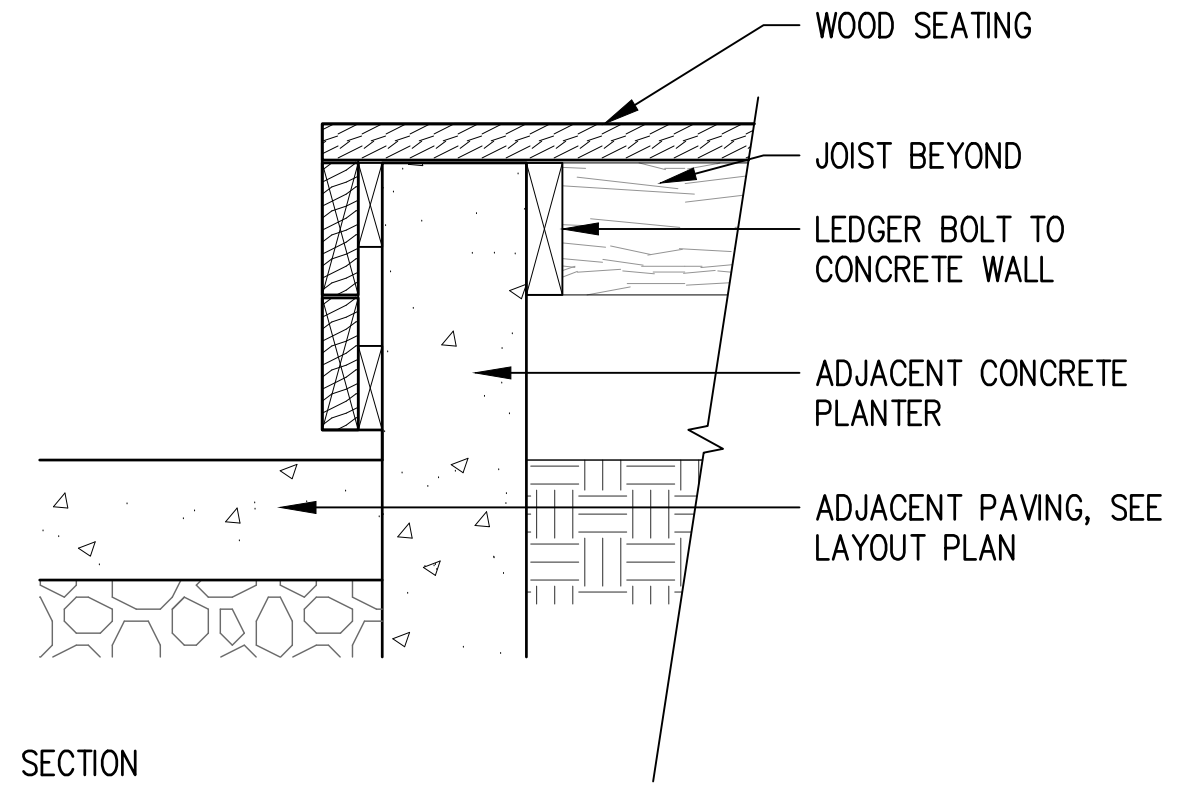 WOOD SEATING
JOIST BEYOND
LEDGER BOLT TO
CONCRETE WALL
ADJACENT CONCRETE
PLANTER
ADJACENT PAVING, SEE
LAYOUT PLAN
SECTION